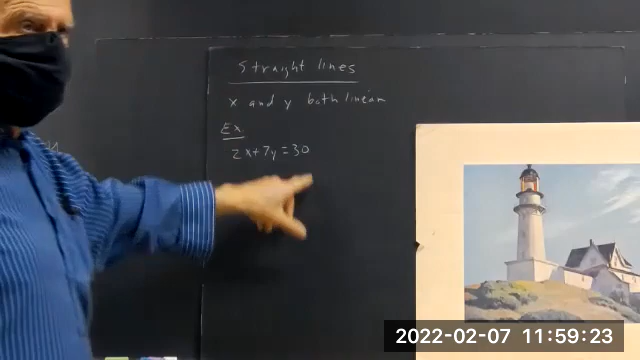 Straight lines
x and y both linear
Ex
2x+7y=30
2022-02-07 11:59:23